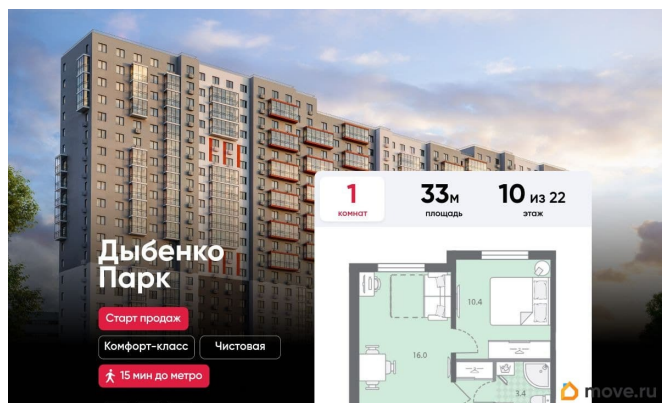 1
комнат
33м
площадь
10 из 22
этаж
Дыбенко
Парк
Старт продаж
Комфорт-класс
Чистовая
15 мин до метро
10.4
16.0
3.4
move.ru